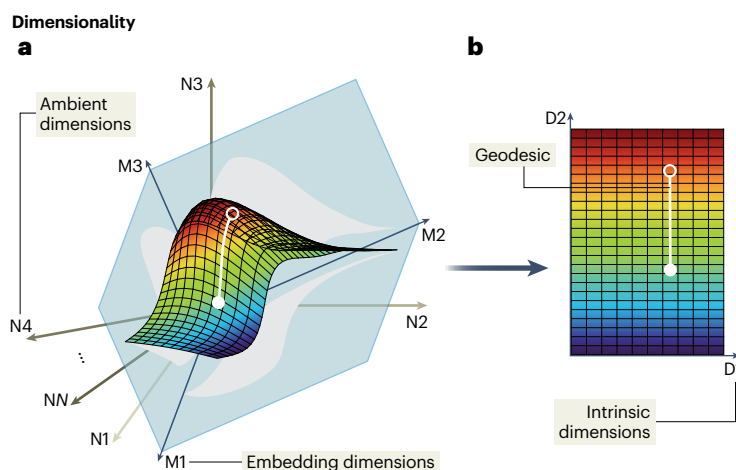 Dimensionality
a
b
N3
Ambient
dimensions
D2
Geodesic
M3
M2
N2
N4
...
NN
N1
M1
Embedding dimensions
D
Intrinsic
dimensions